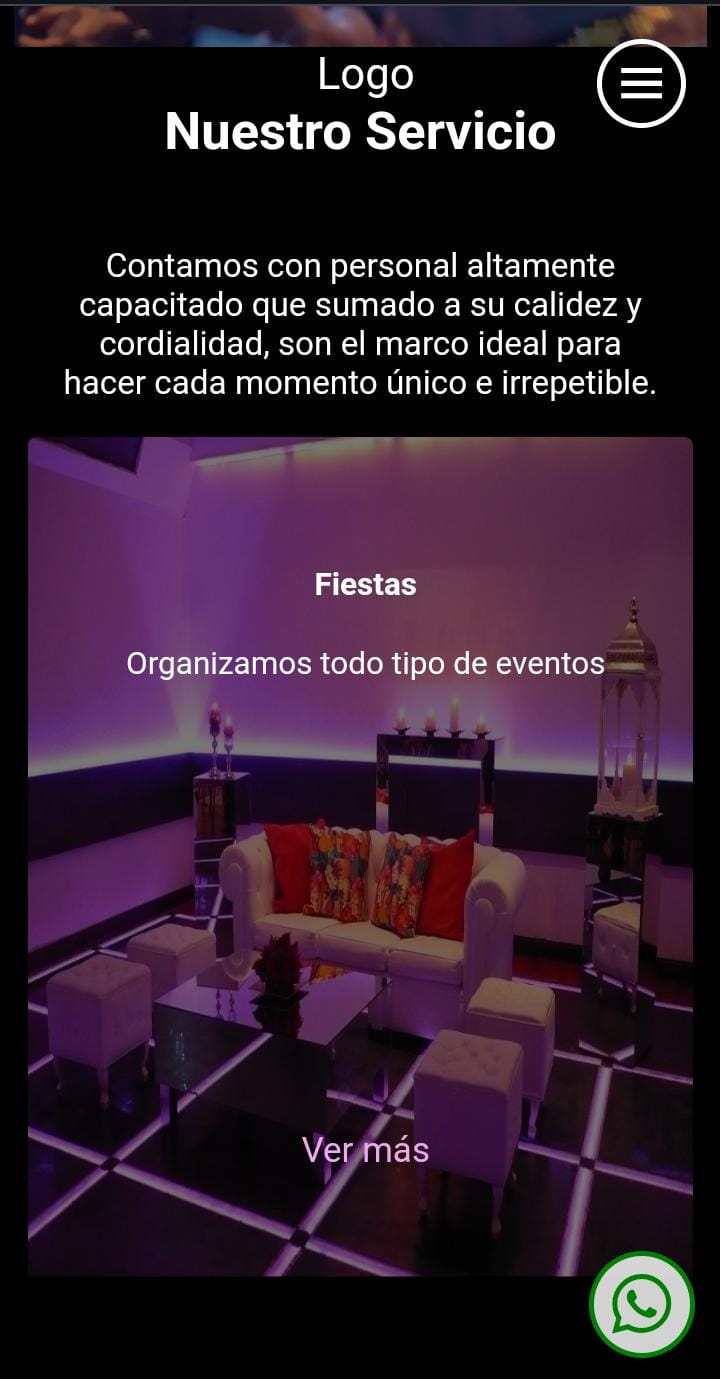 Logo
Nuestro Servicio
Contamos con personal altamente
capacitado que sumado a su calidez y
cordialidad, son el marco ideal para
hacer cada momento único e irrepetible.
Fiestas
Organizamos todo tipo de eventos
Ver más